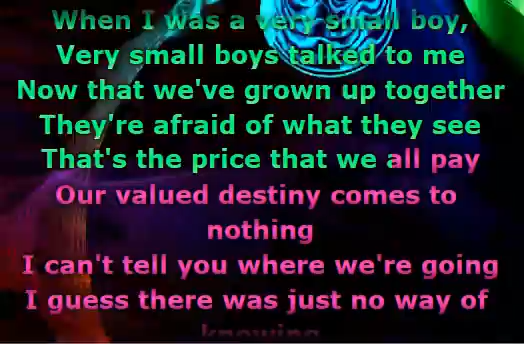 When I was a very small boy,
Very small boys talked to me
Now that we've grown up together
They're afraid of what they see
That's the price that we all pay
Our valued destiny comes to
nothing
I can't tell you where we're going
I guess there was just no way of
knowing